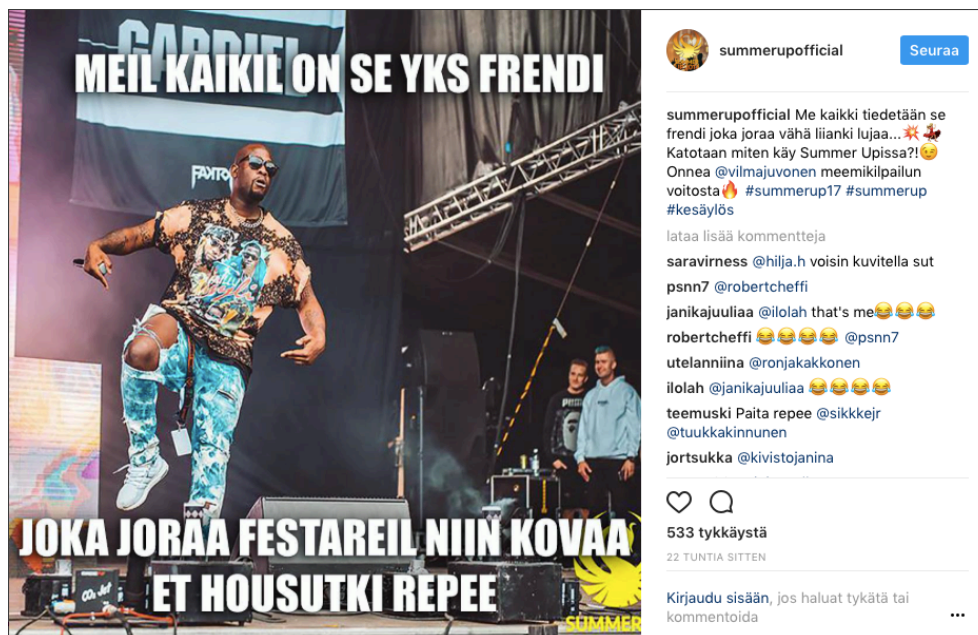 GARDIEL
MEIL KAIKIL ON SE YKS FRENDI
JOKA JORAA FESTAREIL NIIN KOVAA
ET HOUSUTKI REPEE
CO₂ Jet
SUMMER
summerupofficial
Seuraa
summerupofficial Me kaikki tiedetään se
frendi joka joraa vähä liianki lujaa...💥💃
Katotaan miten käy Summer Upissa?!😉
Onnea @vilmajuvonen meemikilpailun
voitosta🔥 #summerup17 #summerup
#kesäylös
lataa lisää kommentteja
saravirness @hilja.h voisin kuvitella sut
psnn7 @robertcheffi
janikajuuliaa @ilolah that's me😂😂😂
robertcheffi 😂😂😂😂 @psnn7
utelanniina @ronjakakkonen
ilolah @janikajuuliaa 😂😂😂😂
teemuski Paita repee @sikkkejr
@tuukkakinnunen
jortsukka @kivistojanina
533 tykkäystä
22 TUNTIA SITTEN
Kirjaudu sisään, jos haluat tykätä tai
kommentoida